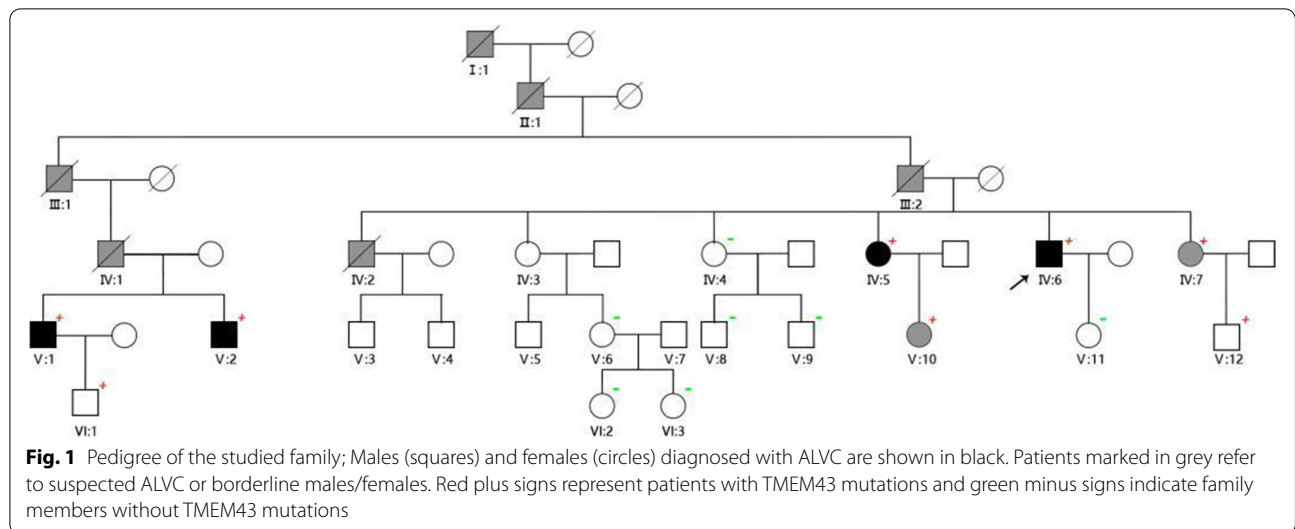 I:1
II:1
III:1
III:2
IV:1
IV:2
IV:3
IV:4
IV:5
IV:6
IV:7
+
+
+
-
+
+
-
-
-
+
-
+
V:1
V:2
V:3
V:4
V:5
V:6
V:7
V:8
V:9
V:10
V:11
V:12
+
-
-
VI:1
VI:2
VI:3
Fig. 1 Pedigree of the studied family; Males (squares) and females (circles) diagnosed with ALVC are shown in black. Patients marked in grey refer
to suspected ALVC or borderline males/females. Red plus signs represent patients with TMEM43 mutations and green minus signs indicate family
members without TMEM43 mutations